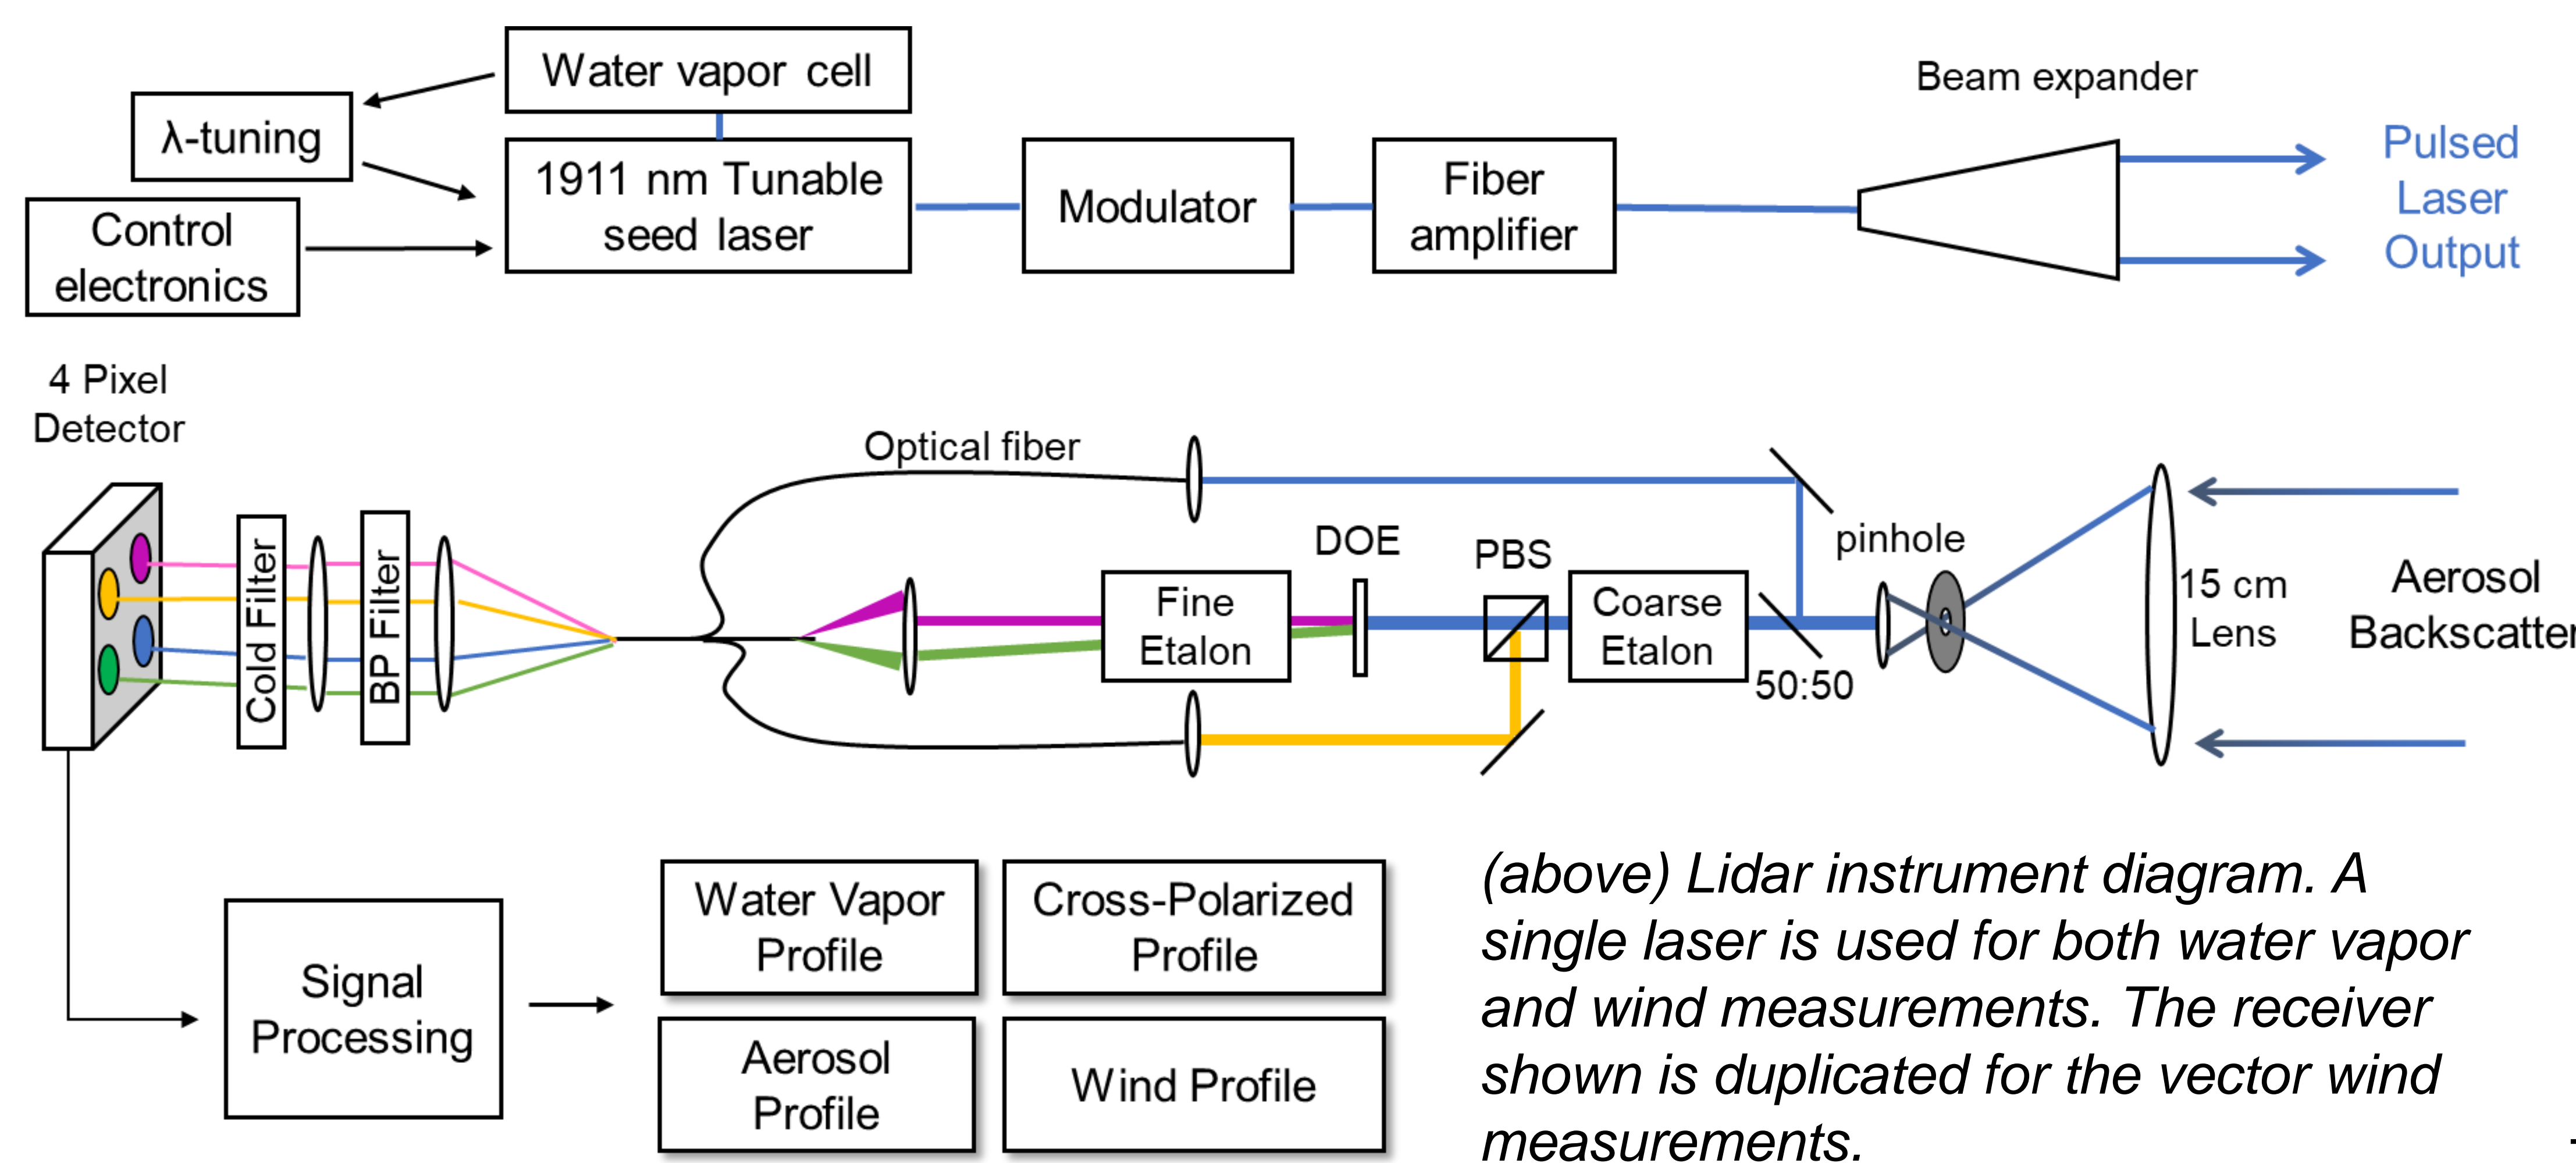 Water vapor cell
Beam expander
λ-tuning
1911 nm Tunable
seed laser
Control
electronics
Modulator
Fiber
amplifier
Pulsed
Laser
Output
4 Pixel
Detector
Optical fiber
DOE
PBS
pinhole
Cold Filter
BP Filter
Fine
Etalon
Coarse
Etalon
50:50
15 cm
Lens
Aerosol
Backscatter
Signal
Processing
Water Vapor
Profile
Cross-Polarized
Profile
Aerosol
Profile
Wind Profile
(above) Lidar instrument diagram. A
single laser is used for both water vapor
and wind measurements. The receiver
shown is duplicated for the vector wind
measurements.